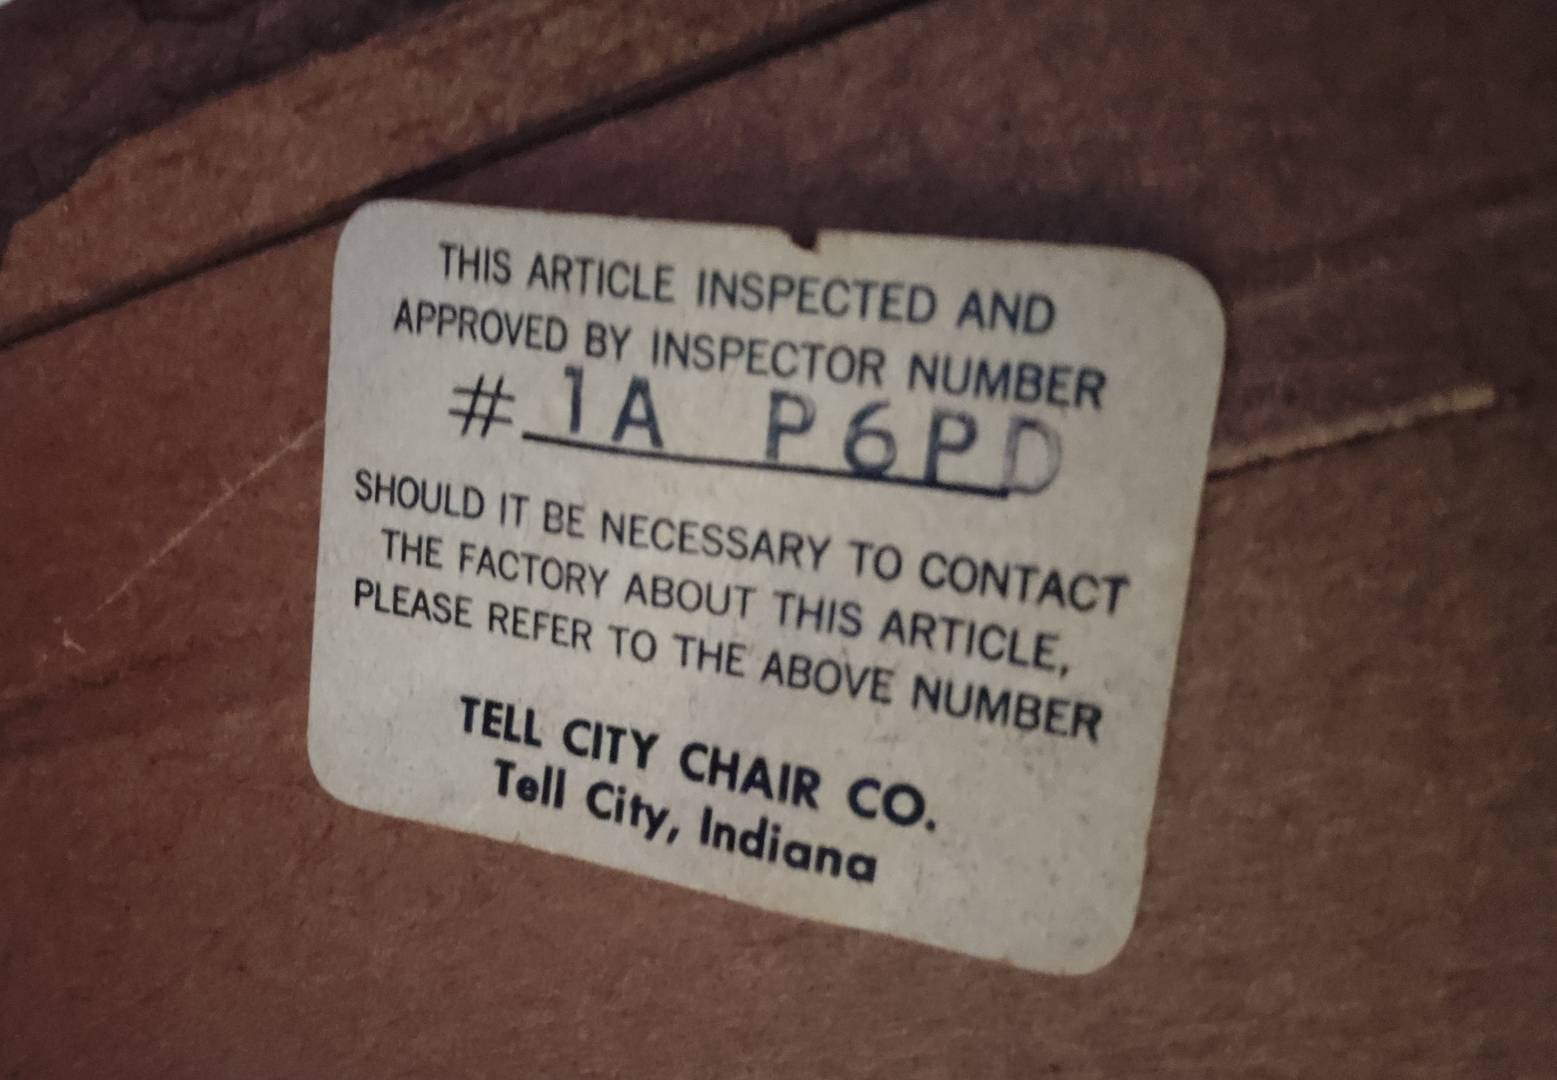 THIS ARTICLE INSPECTED AND
APPROVED BY INSPECTOR NUMBER
# 1A P6PD
SHOULD IT BE NECESSARY TO CONTACT
THE FACTORY ABOUT THIS ARTICLE,
PLEASE REFER TO THE ABOVE NUMBER
TELL CITY CHAIR CO.
Tell City, Indiana